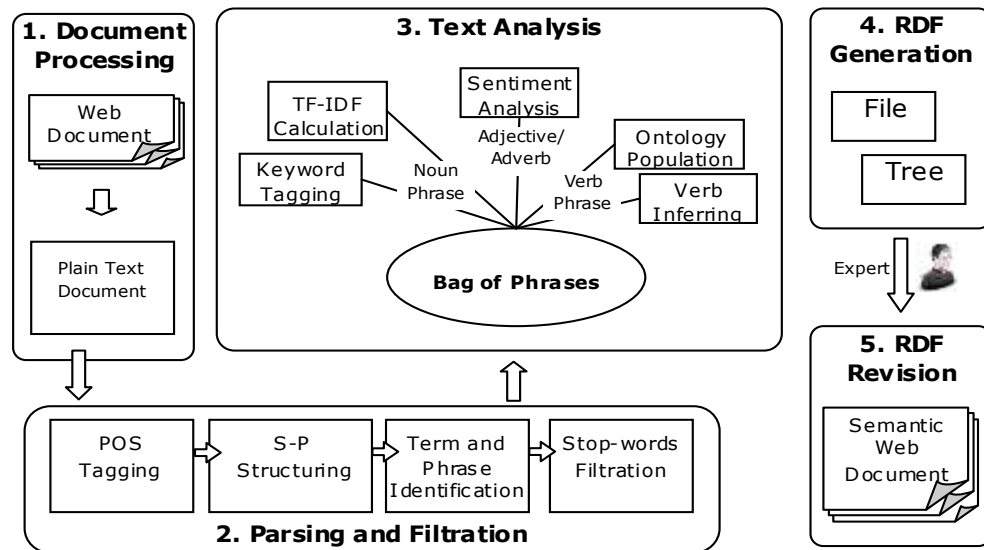 1. Document
Processing
Web
Document
Plain Text
Document
3. Text Analysis
TF-IDF
Calculation
Keyword
Tagging
Sentiment
Analysis
Ontology
Population
Verb
Inferring
Noun
Phrase
Adjective/
Adverb
Verb
Phrase
Bag of Phrases
POS
Tagging
S-P
Structuring
Term and
Phrase
Identification
Stop-words
Filtration
2. Parsing and Filtration
4. RDF
Generation
File
Tree
Expert
5. RDF
Revision
Semantic
Web
Document